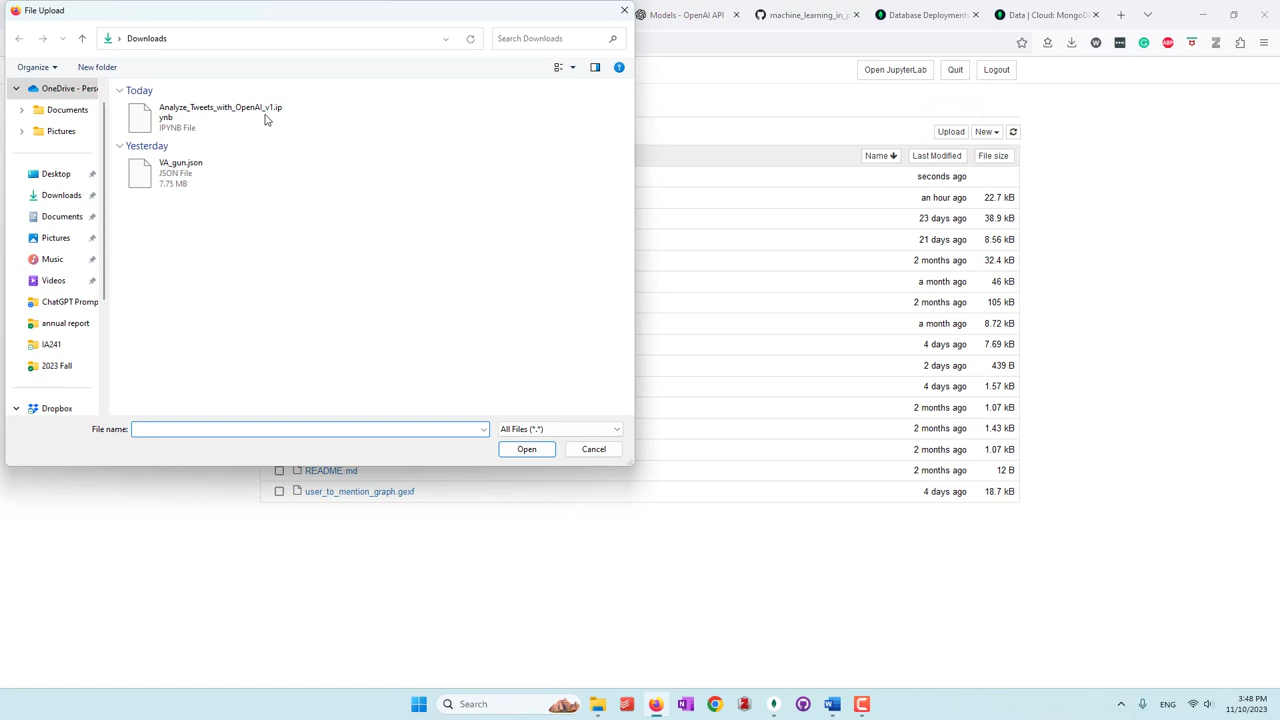 File Upload
Models - OpenAI API
machine_learning_in_p
Database Deployments
Data | Cloud: MongoDB
Downloads
Search Downloads
Organize
New folder
Open JupyterLab
Quit
Logout
OneDrive - Perso
Documents
Pictures
Desktop
Downloads
Documents
Pictures
Music
Videos
ChatGPT Promp
annual report
IA241
2023 Fall
Dropbox
Today
Analyze_Tweets_with_OpenAI_v1.ip
ynb
IPYNB File
Yesterday
VA_gun.json
JSON File
7.75 MB
File name:
All Files (*.*)
Open
Cancel
Upload
New
Name
Last Modified
File size
seconds ago
an hour ago 22.7 kB
23 days ago 38.9 kB
21 days ago 8.56 kB
2 months ago 32.4 kB
a month ago 46 kB
2 months ago 105 kB
a month ago 8.72 kB
4 days ago 7.69 kB
2 days ago 439 B
4 days ago 1.57 kB
2 months ago 1.07 kB
2 months ago 1.43 kB
2 months ago 1.07 kB
README.md 2 months ago 12 B
user_to_mention_graph.gexf 4 days ago 18.7 kB
Search
ENG
3:48 PM
11/10/2023